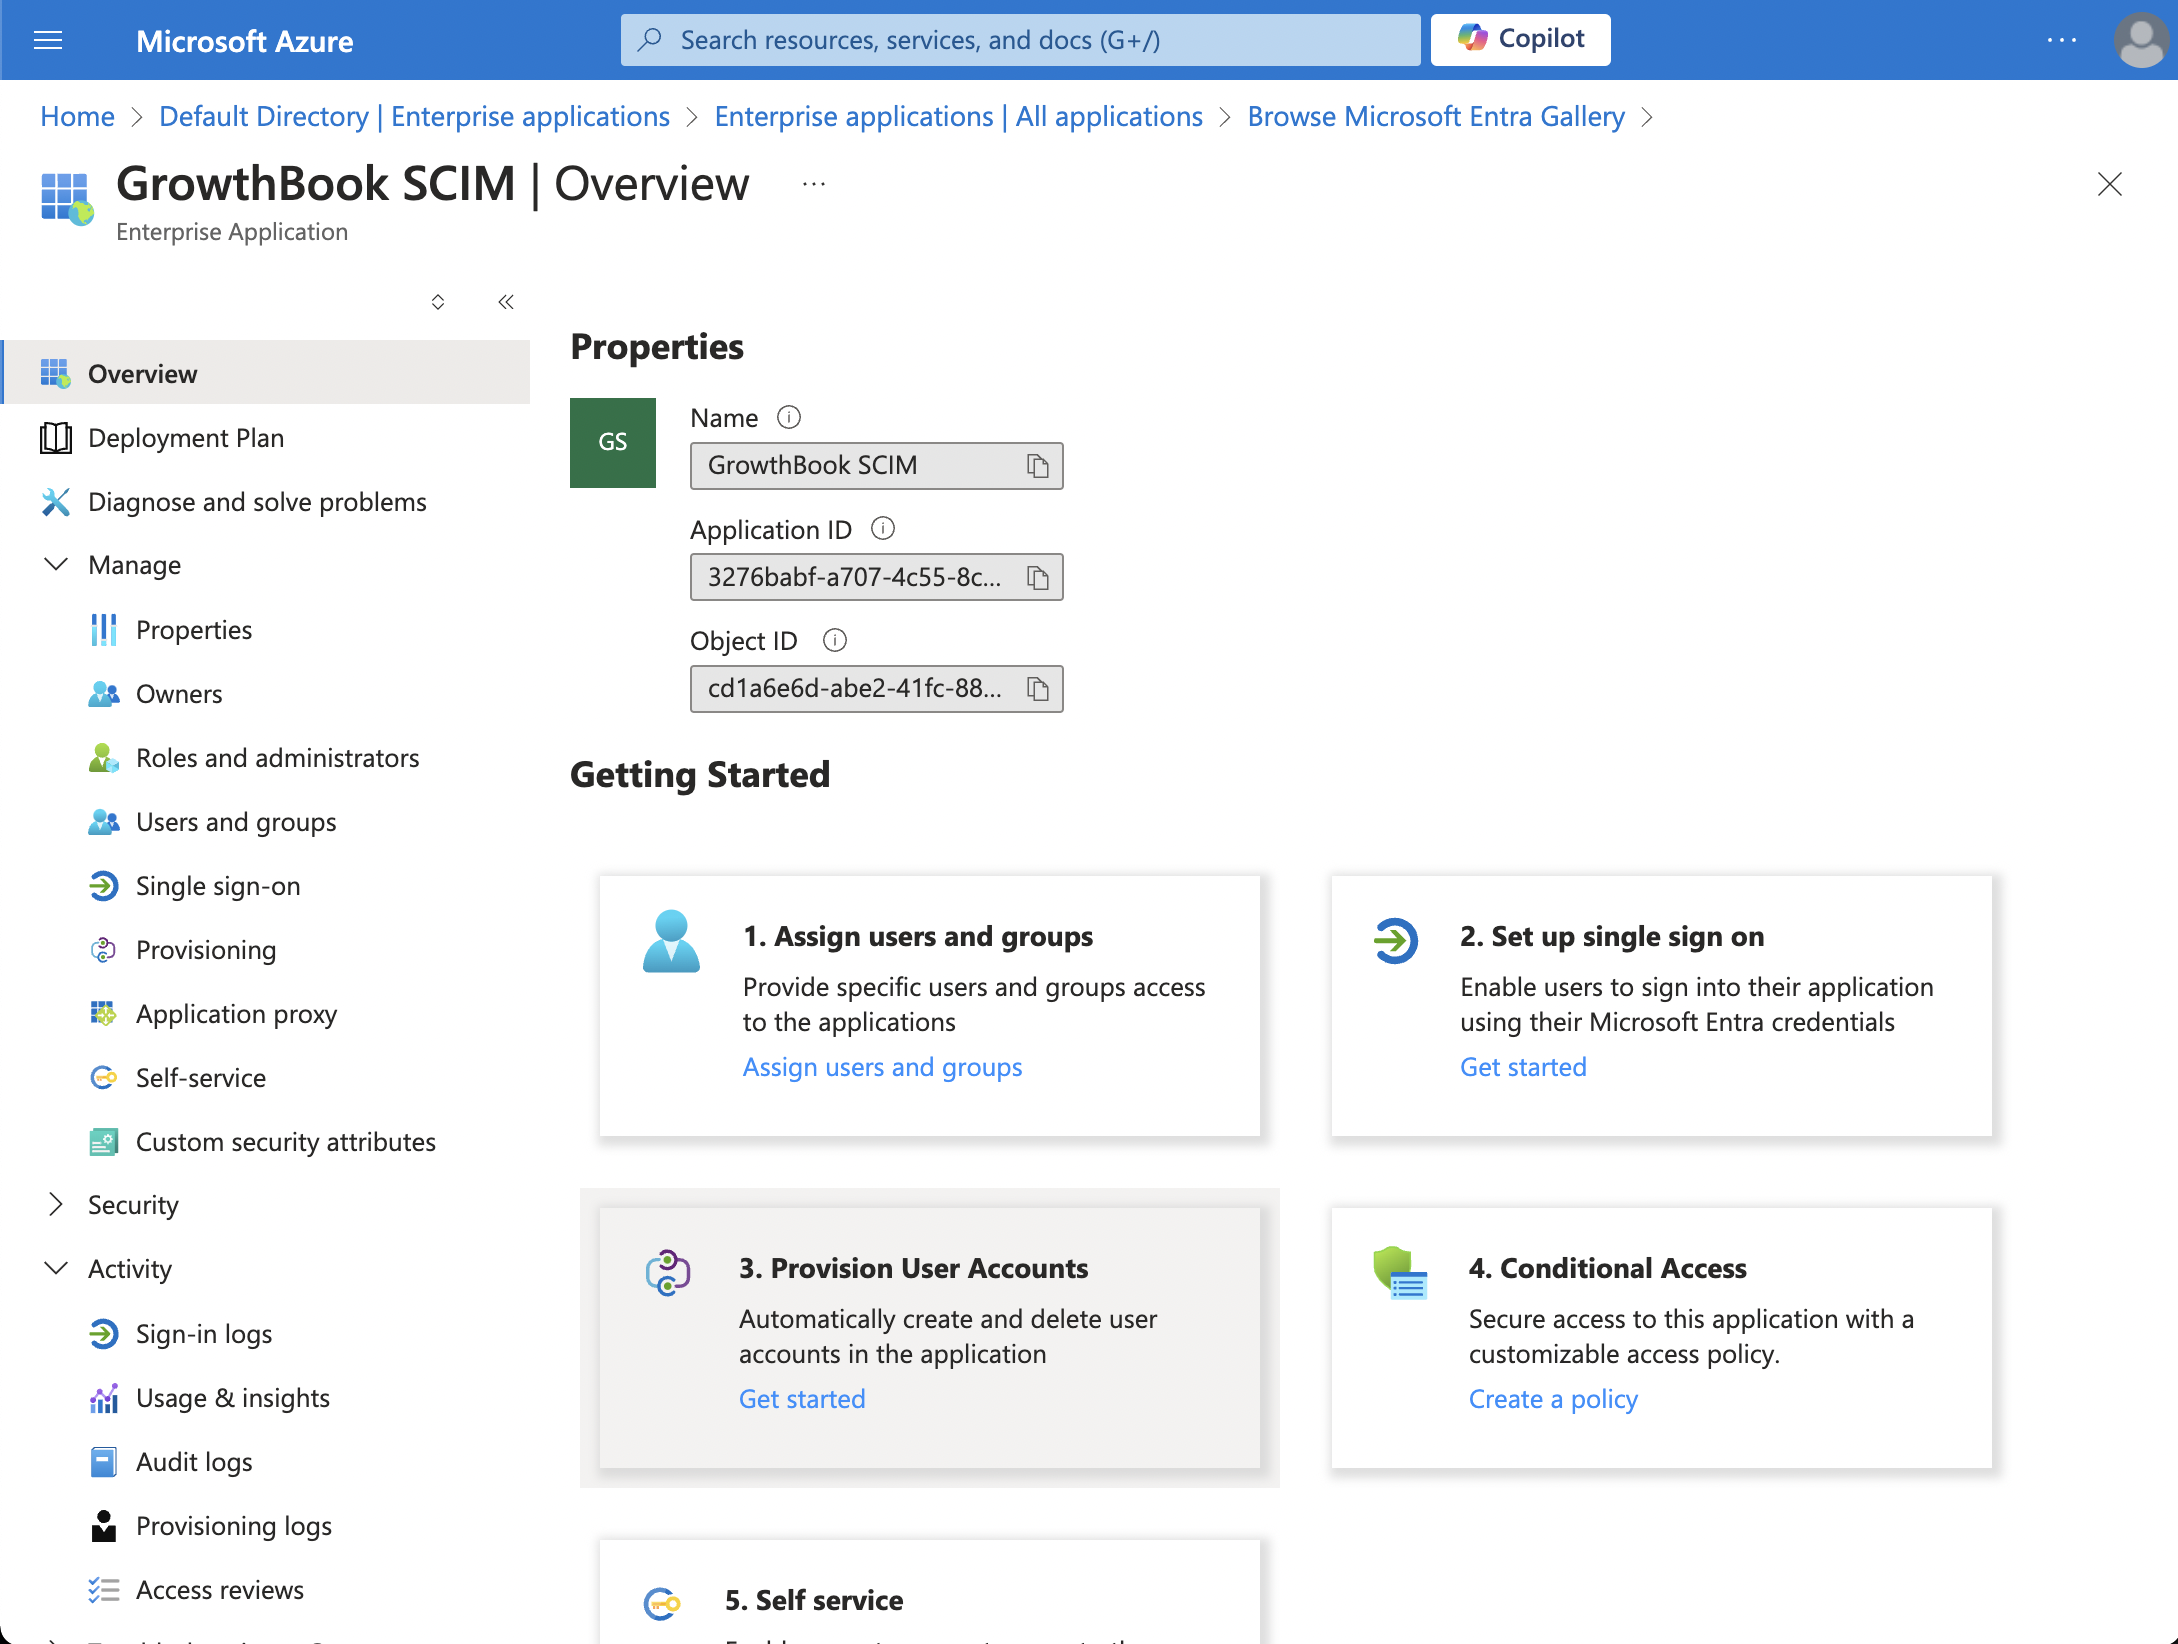 Microsoft Azure
Search resources, services, and docs (G+/)
Copilot
Home
Default Directory | Enterprise applications
Enterprise applications | All applications
Browse Microsoft Entra Gallery
GrowthBook SCIM | Overview
Enterprise Application
Overview
Deployment Plan
Diagnose and solve problems
Manage
Properties
Owners
Roles and administrators
Users and groups
Single sign-on
Provisioning
Application proxy
Self-service
Custom security attributes
Security
Activity
Sign-in logs
Usage & insights
Audit logs
Provisioning logs
Access reviews
Properties
GS
Name
GrowthBook SCIM
Application ID
3276babf-a707-4c55-8c...
Object ID
cd1a6e6d-abe2-41fc-88...
Getting Started
1. Assign users and groups
Provide specific users and groups access
to the applications
Assign users and groups
2. Set up single sign on
Enable users to sign into their application
using their Microsoft Entra credentials
Get started
3. Provision User Accounts
Automatically create and delete user
accounts in the application
Get started
4. Conditional Access
Secure access to this application with a
customizable access policy.
Create a policy
5. Self service